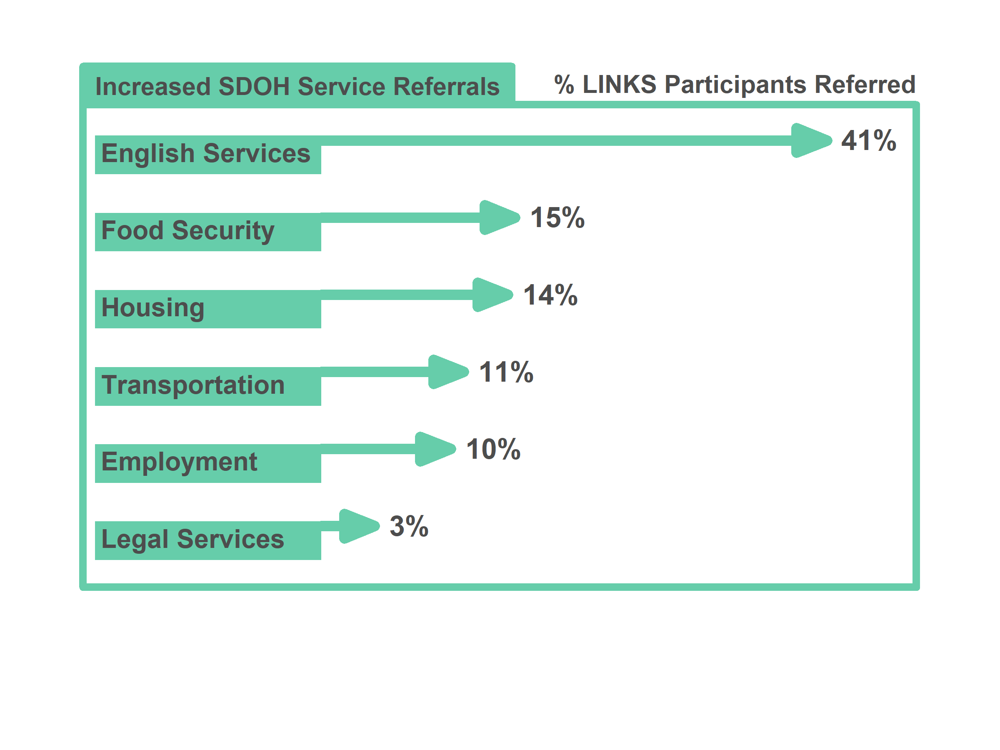 Increased SDOH Service Referrals
% LINKS Participants Referred
English Services
41%
Food Security
15%
Housing
14%
Transportation
11%
Employment
10%
Legal Services
3%